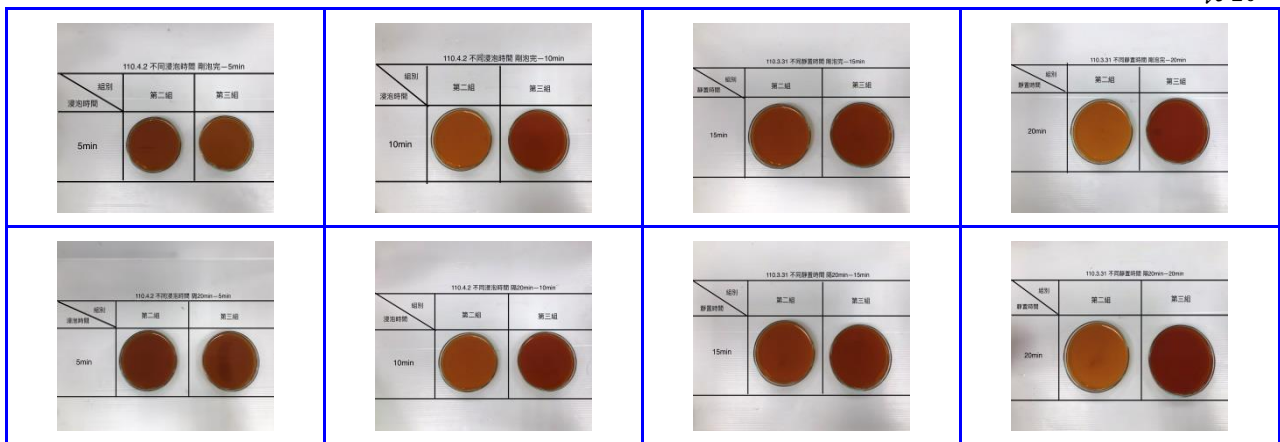 110.4.2 不同浸泡時間 剛泡完—5min
組別
浸泡時間
第二組
第三組
5min
110.4.2 不同浸泡時間 剛泡完—10min
組別
浸泡時間
第二組
第三組
10min
110.3.31 不同靜置時間 剛泡完—15min
組別
靜置時間
第二組
第三組
15min
110.3.31 不同靜置時間 剛泡完—20min
組別
靜置時間
第二組
第三組
20min
110.4.2 不同浸泡時間 隔20min—5min
組別
浸泡時間
第二組
第三組
5min
110.4.2 不同浸泡時間 隔20min—10min
組別
浸泡時間
第二組
第三組
10min
110.3.31 不同靜置時間 隔20min—15min
組別
靜置時間
第二組
第三組
15min
110.3.31 不同靜置時間 隔20min—20min
組別
靜置時間
第二組
第三組
20min